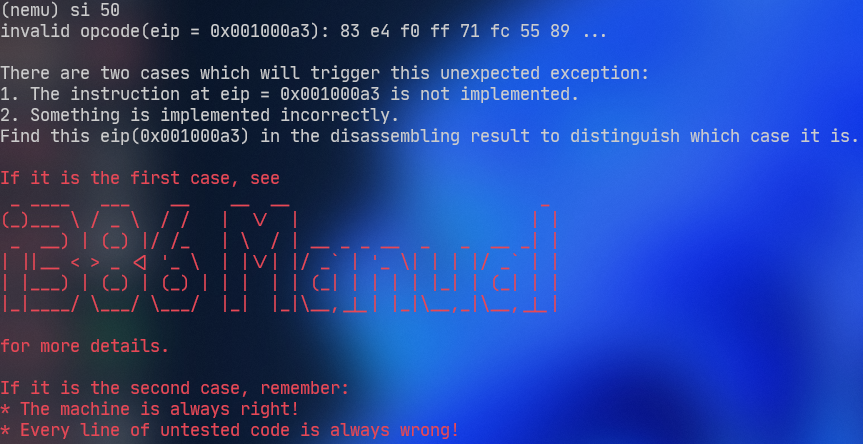 (nemu) si 50
invalid opcode(eip = 0x001000a3): 83 e4 f0 ff 71 fc 55 89 ...
There are two cases which will trigger this unexpected exception:
1. The instruction at eip = 0x001000a3 is not implemented.
2. Something is implemented incorrectly.
Find this eip(0x001000a3) in the disassembling result to distinguish which case it is.
If it is the first case, see
i386 Manual
for more details.
If it is the second case, remember:
* The machine is always right!
* Every line of untested code is always wrong!